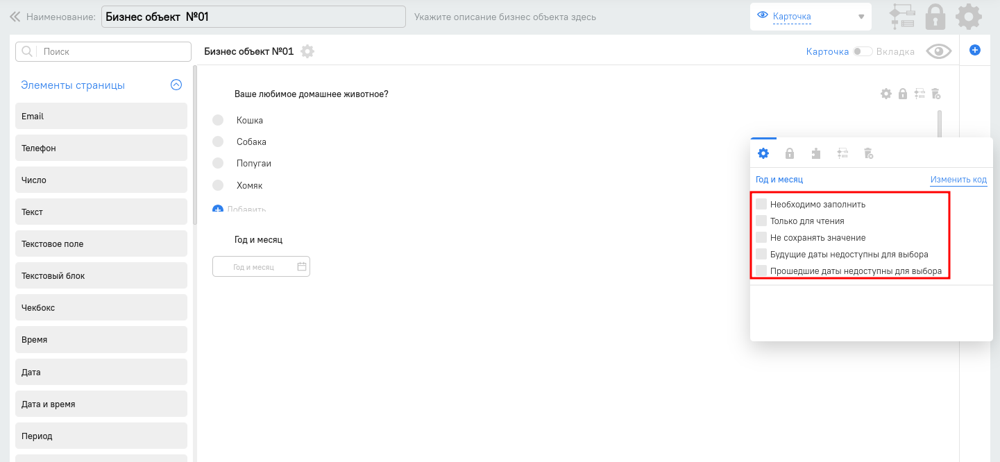 Наименование: Бизнес объект №01 Укажите описание бизнес объекта здесь Карточка
Поиск
Бизнес объект №01
Карточка Вкладка
Элементы страницы
Email
Телефон
Число
Текст
Текстовое поле
Текстовый блок
Чекбокс
Время
Дата
Дата и время
Период
Ваше любимое домашнее животное?
Кошка
Собака
Попугаи
Хомяк
Добавить
Год и месяц
Год и месяц
Год и месяц Изменить код
Необходимо заполнить
Только для чтения
Не сохранять значение
Будущие даты недоступны для выбора
Прошедшие даты недоступны для выбора